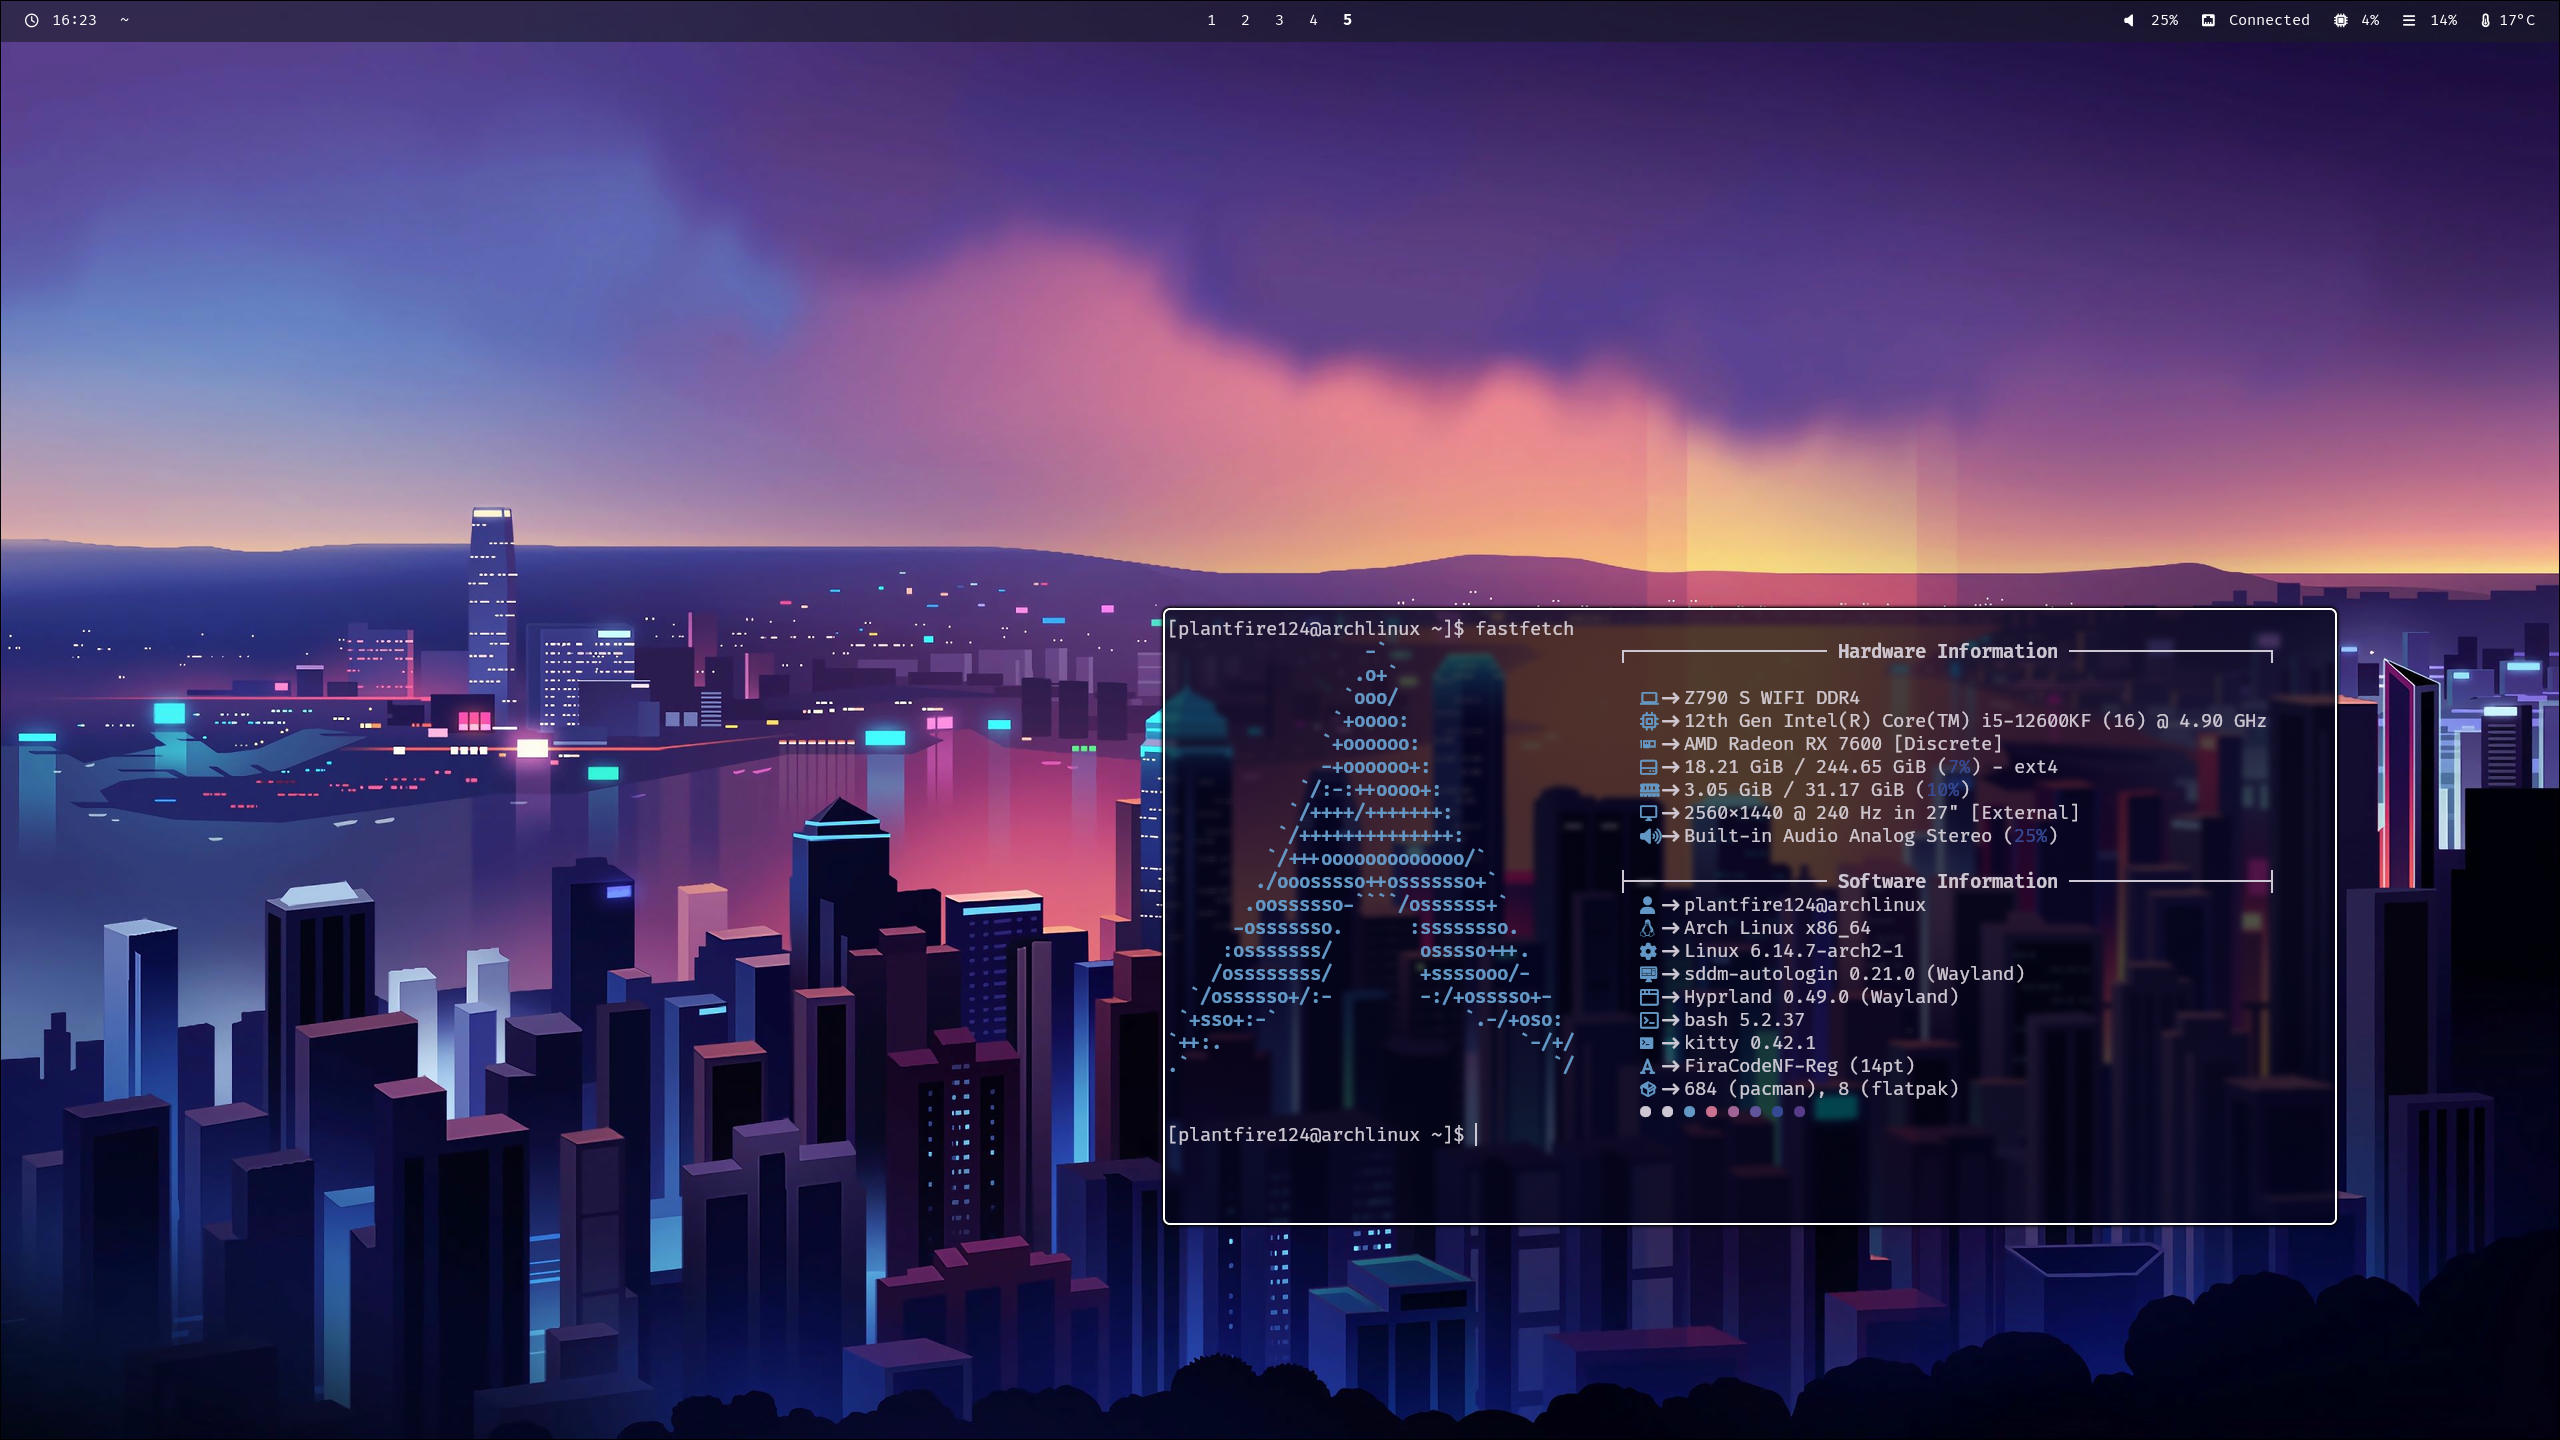 16:23 ~
1 2 3 4 5
25% Connected 4% 14% 17°C
[plantfire124@archlinux ~]$ fastfetch
-`
.o+`
`ooo/
`+oooo:
`+oooooo:
-+oooooo+:
`/:-:++oooo+:
`/++++/+++++++:
`/++++++++++++++:
`/+++ooooooooooooo/`
./ooosssso++osssssso+`
.oossssso-````/ossssss+`
-osssssso. :ssssssso.
:osssssss/ osssso+++.
/ossssssss/ +ssssooo/-
`/ossssso+/:- -:/+osssso+-
`+sso+:-` `.-/+oso:
`++:. `-/+/
.` `/
Hardware Information
Z790 S WIFI DDR4
12th Gen Intel(R) Core(TM) i5-12600KF (16) @ 4.90 GHz
AMD Radeon RX 7600 [Discrete]
18.21 GiB / 244.65 GiB (7%) - ext4
3.05 GiB / 31.17 GiB (10%)
2560×1440 @ 240 Hz in 27" [External]
Built-in Audio Analog Stereo (25%)
Software Information
plantfire124@archlinux
Arch Linux x86_64
Linux 6.14.7-arch2-1
sddm-autologin 0.21.0 (Wayland)
Hyprland 0.49.0 (Wayland)
bash 5.2.37
kitty 0.42.1
FiraCodeNF-Reg (14pt)
684 (pacman), 8 (flatpak)
[plantfire124@archlinux ~]$